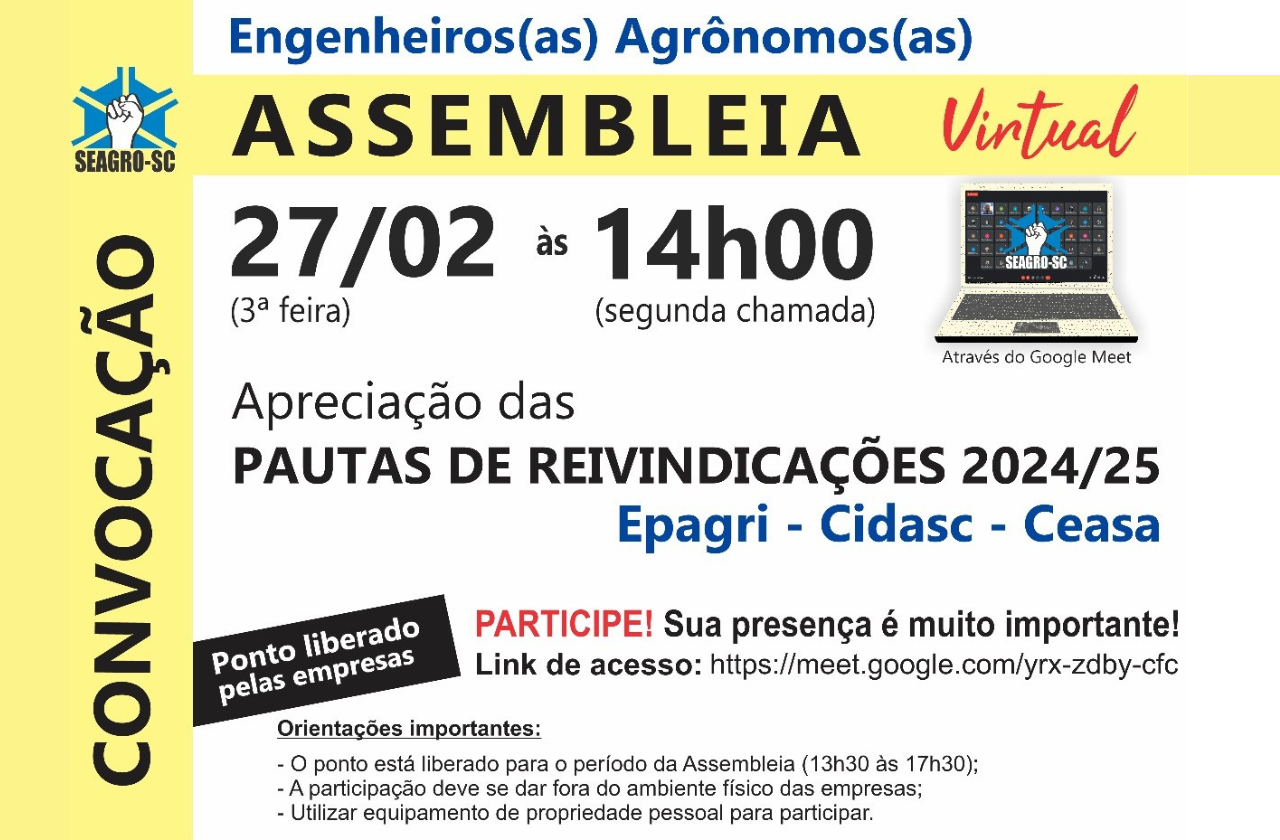 Engenheiros(as) Agrônomos(as)
SEAGRO-SC
ASSEMBLEIA Virtual
CONVOCAÇÃO
27/02 às 14h00
(3ª feira) (segunda chamada)
SEAGRO-SC
Através do Google Meet
Apreciação das
PAUTAS DE REIVINDICAÇÕES 2024/25
Epagri - Cidasc - Ceasa
Ponto liberado
pelas empresas
PARTICIPE! Sua presença é muito importante!
Link de acesso: https://meet.google.com/yrx-zdby-cfc
Orientações importantes:
- O ponto está liberado para o período da Assembleia (13h30 às 17h30);
- A participação deve se dar fora do ambiente físico das empresas;
- Utilizar equipamento de propriedade pessoal para participar.